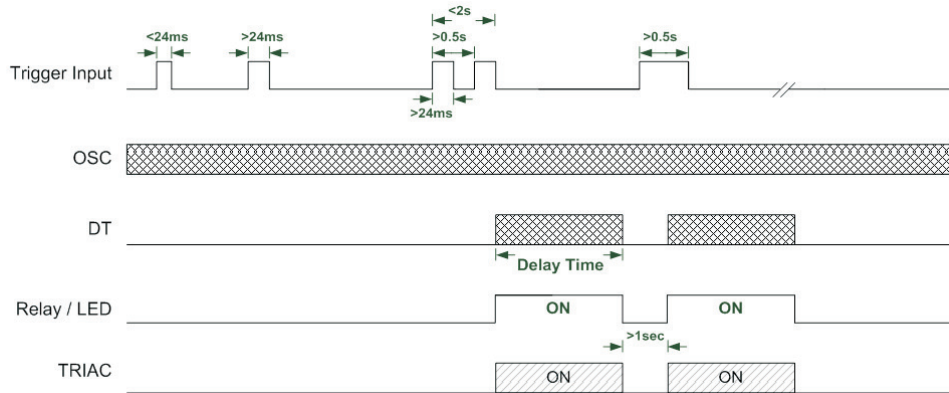 <2s
<24ms
>24ms
>0.5s
>0.5s
Trigger Input
>24ms
OSC
DT
Delay Time
Relay / LED
ON
ON
>1sec
TRIAC
ON
ON